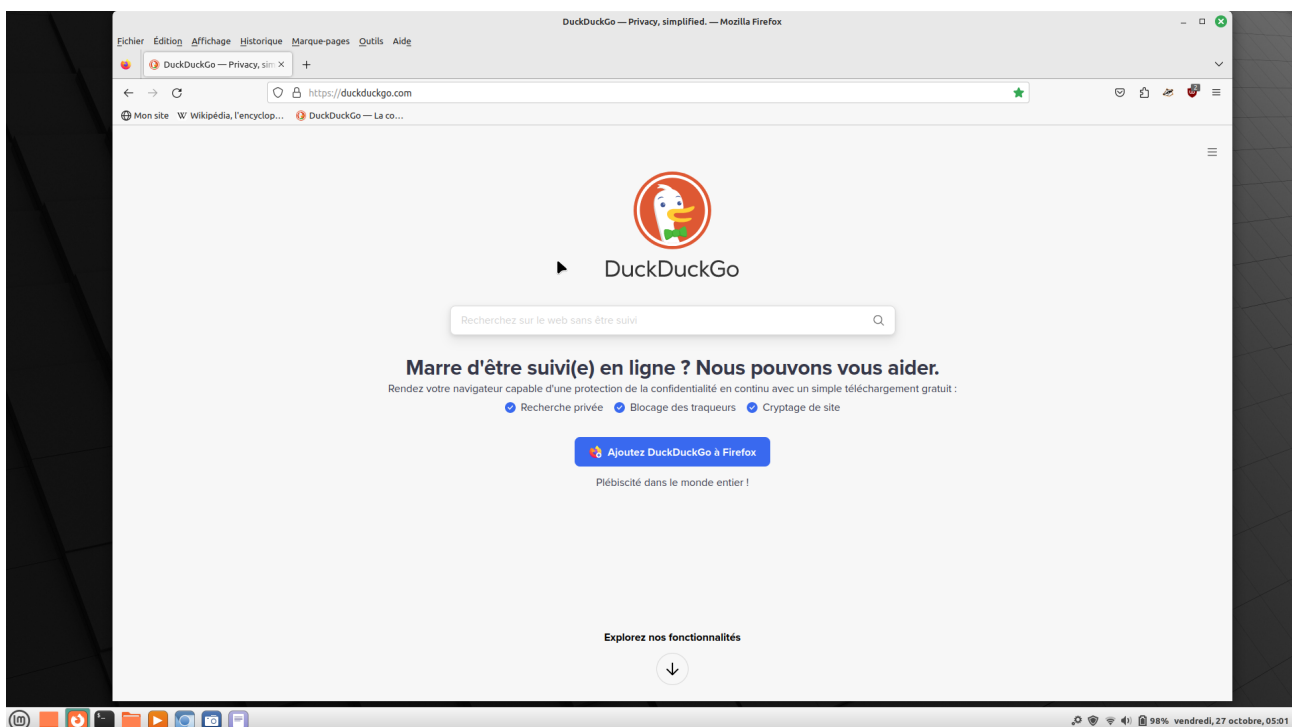 DuckDuckGo — Privacy, simplified. — Mozilla Firefox
Fichier Édition Affichage Historique Marque-pages Outils Aide
DuckDuckGo — Privacy, sim
https://duckduckgo.com
2
Mon site W Wikipédia, l'encyclop... DuckDuckGo — La co...
DuckDuckGo
Recherchez sur le web sans être suivi
Marre d'être suivi(e) en ligne ? Nous pouvons vous aider.
Rendez votre navigateur capable d'une protection de la confidentialité en continu avec un simple téléchargement gratuit :
Recherche privée Blocage des traqueurs Cryptage de site
Ajoutez DuckDuckGo à Firefox
Plébiscité dans le monde entier !
Explorez nos fonctionnalités
98% vendredi, 27 octobre, 05:01